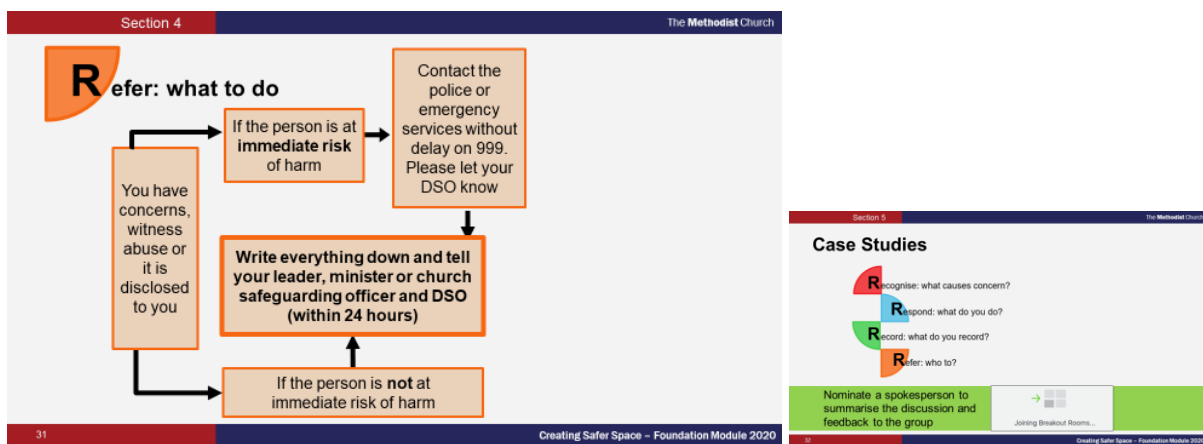 Section 4
The Methodist Church
Refer: what to do
If the person is at
immediate risk
of harm
Contact the
police or
emergency
services without
delay on 999.
Please let your
DSO know
You have
concerns,
witness
abuse or
it is
disclosed
to you
Write everything down and tell
your leader, minister or church
safeguarding officer and DSO
(within 24 hours)
If the person is not at
immediate risk of harm
31
Creating Safer Space – Foundation Module 2020
Section 5
The Methodist Church
Case Studies
Recognise: what causes concern?
Respond: what do you do?
Record: what do you record?
Refer: who to?
Nominate a spokesperson to
summarise the discussion and
feedback to the group
Joining Breakout Rooms...
32
Creating Safer Space – Foundation Module 2020